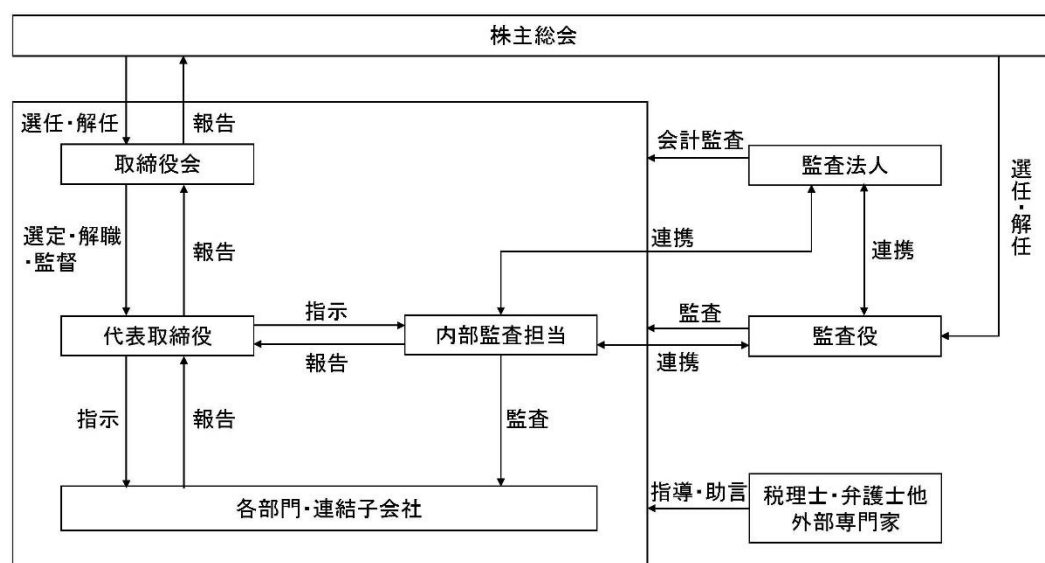 株主総会
選任・解任
報告
会計監査
取締役会
監査法人
選任・解任
選定・解職
・監督
報告
連携
連携
指示
監査
代表取締役
内部監査担当
監査役
報告
連携
指示
報告
監査
各部門・連結子会社
指導・助言
税理士・弁護士他
外部専門家